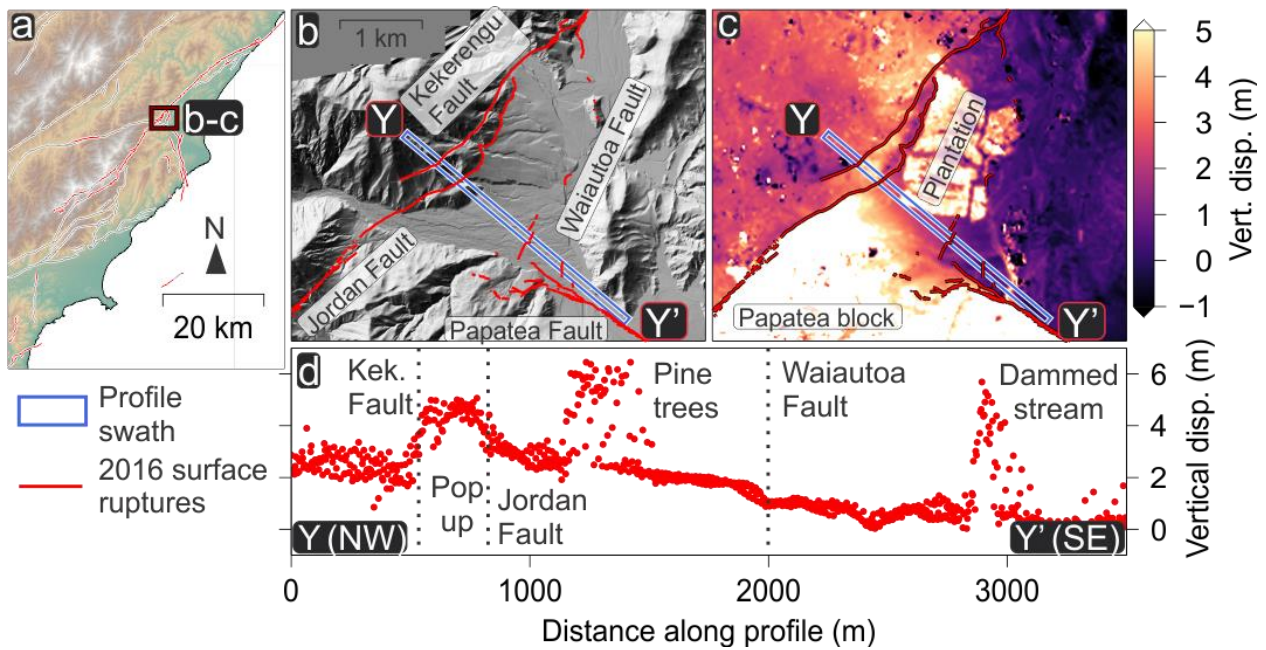 a
b-c
N
20 km
b
1 km
Kekerengu
Fault
Waiautoa Fault
Y
Jordan Fault
Papatea Fault
Y’
c
Y
Plantation
Papatea block
Y’
5
4
3
2
1
0
−1
Vert. disp. (m)
Profile
swath
2016 surface
ruptures
d
Kek.
Fault
Pop
up
Jordan
Fault
Pine
trees
Waiautoa
Fault
Dammed
stream
Y (NW)
Y’ (SE)
6
4
2
0
Vertical disp. (m)
0
1000
2000
3000
Distance along profile (m)